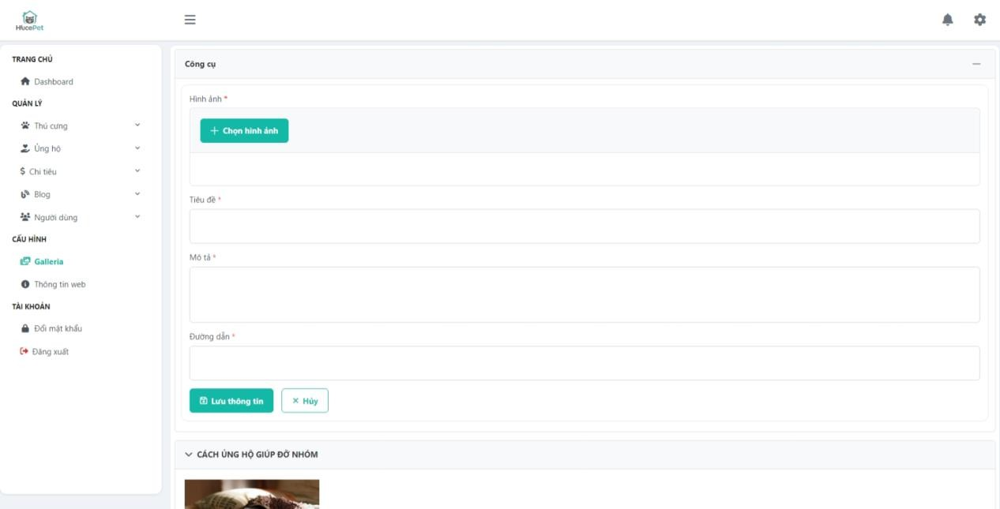 HỉucePet
TRANG CHỦ
Dashboard
QUẢN LÝ
Thú cưng
Ủng hộ
Chi tiêu
Blog
Người dùng
CẤU HÌNH
Galleria
Thông tin web
TÀI KHOẢN
Đổi mật khẩu
Đăng xuất
Công cụ
Hình ảnh *
Chọn hình ảnh
Tiêu đề *
Mô tả *
Đường dẫn *
Lưu thông tin
Hủy
CÁCH ỦNG HỘ GIÚP ĐỠ NHÓM